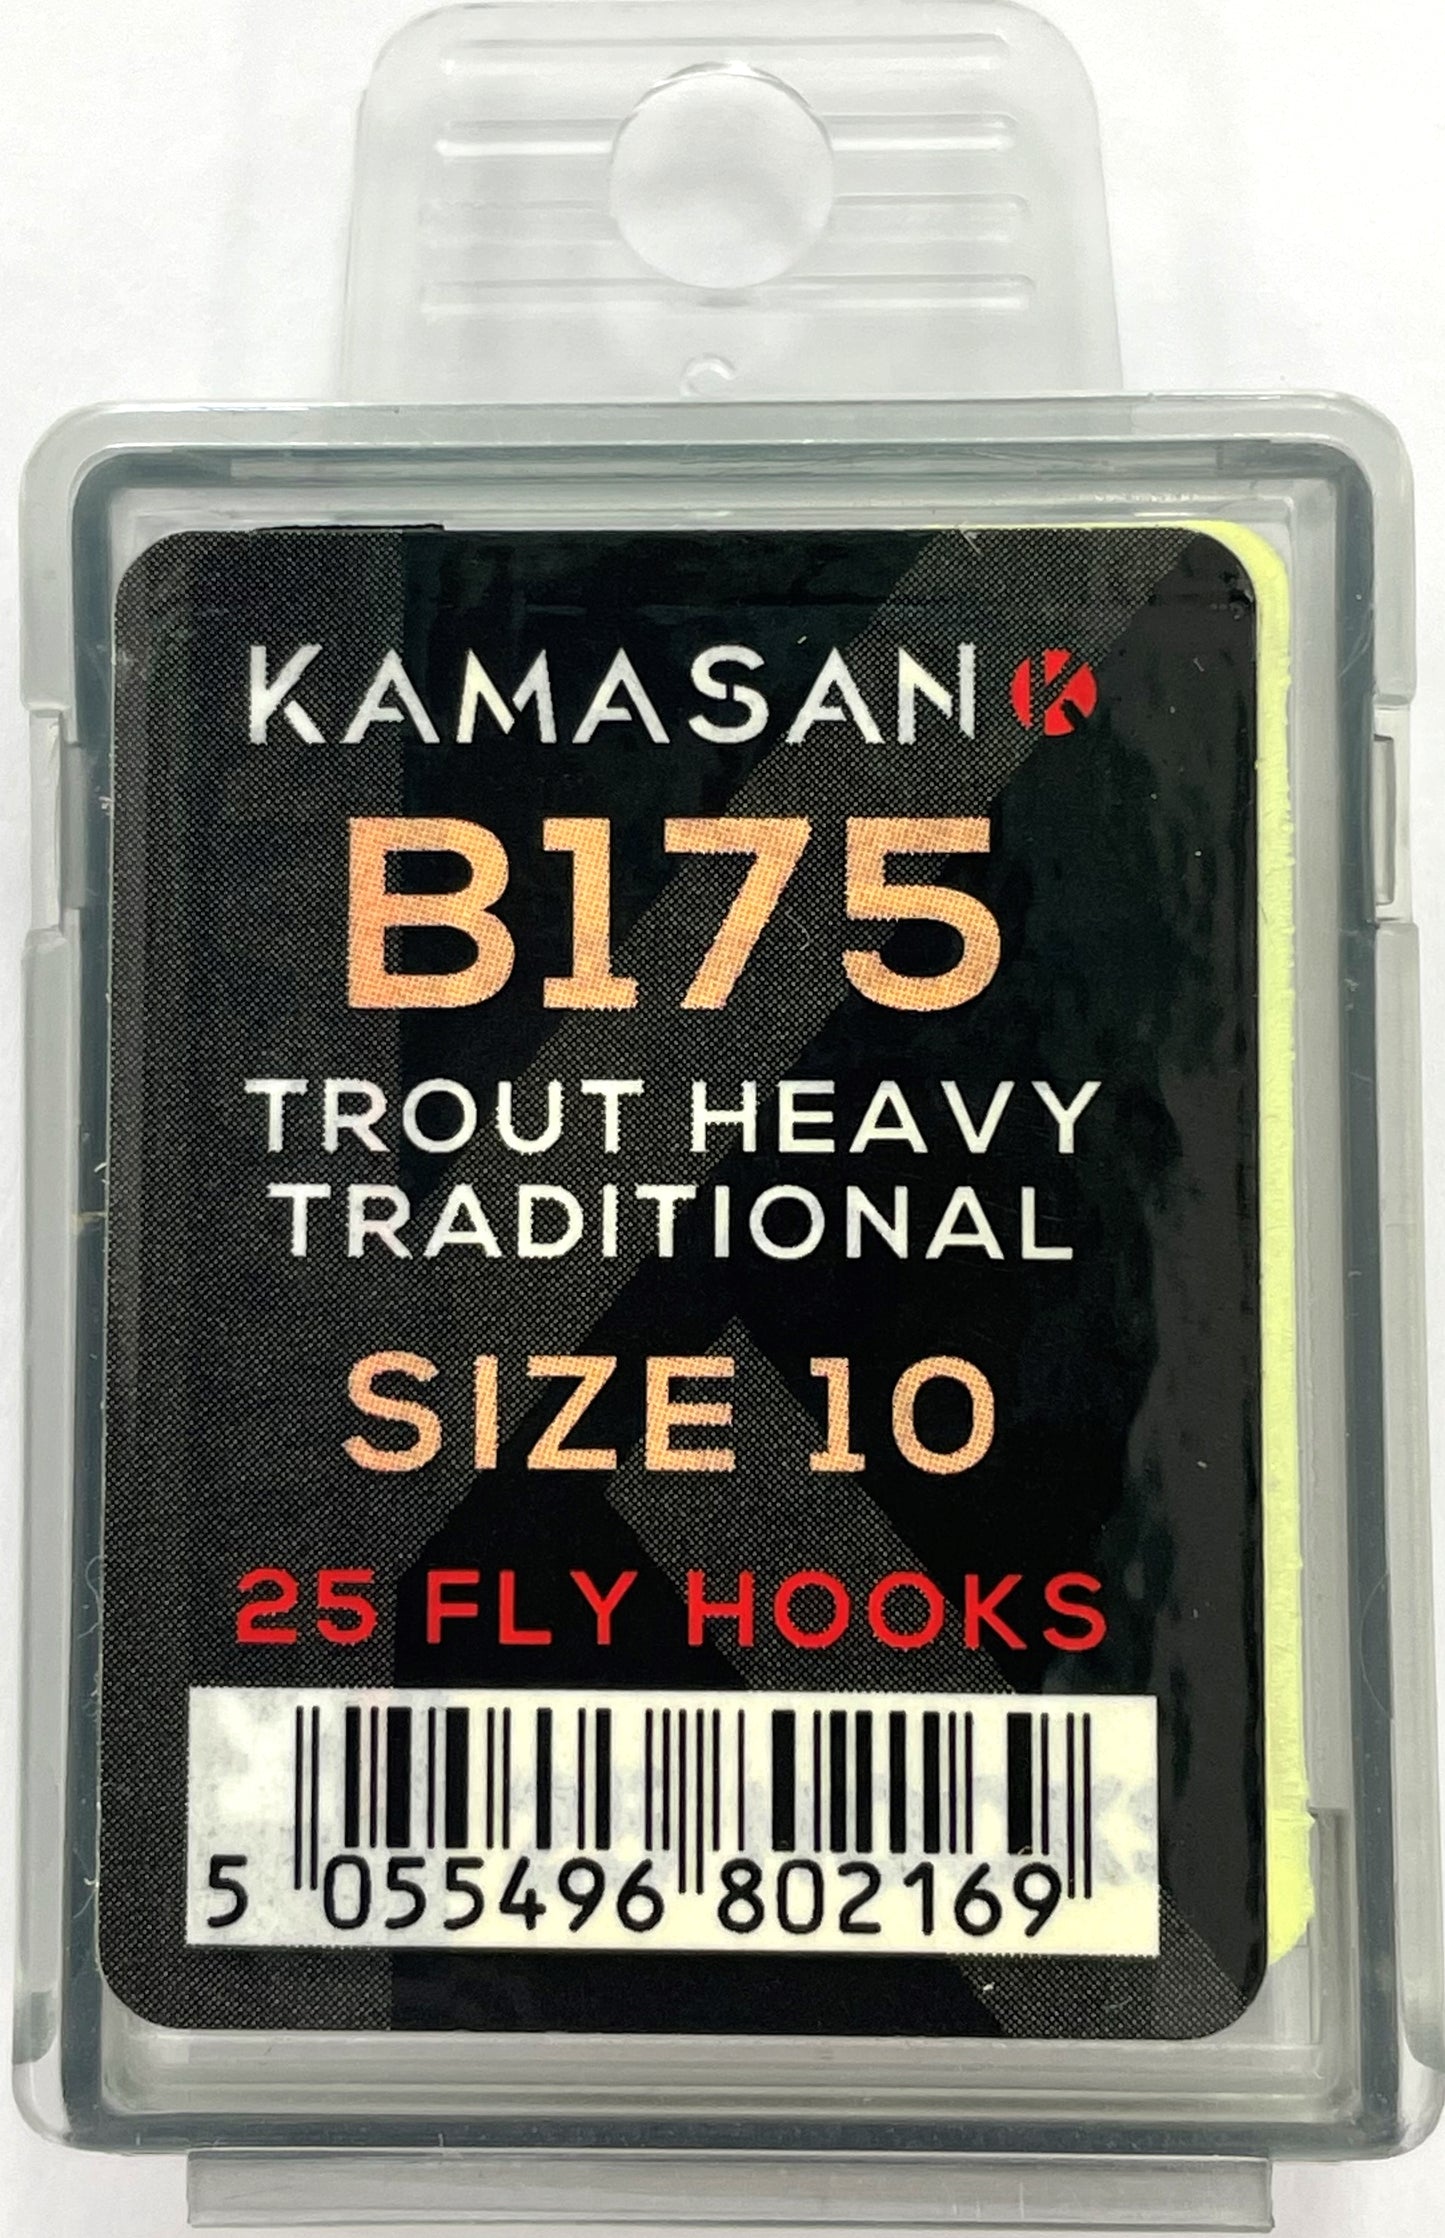 KAMASAN
B175
TROUT HEAVY
TRADITIONAL
SIZE 10
25 FLY HOOKS
5 055496 802169